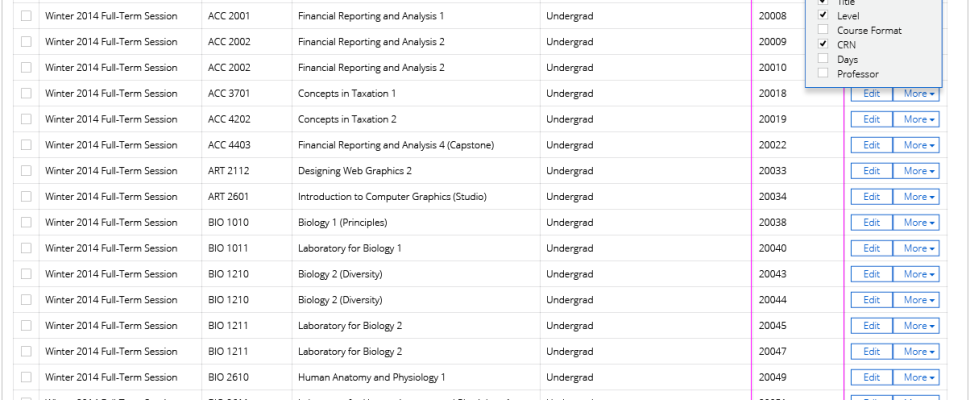 Title
Winter 2014 Full-Term Session ACC 2001 Financial Reporting and Analysis 1 Undergrad 20008
Level
Course Format
Winter 2014 Full-Term Session ACC 2002 Financial Reporting and Analysis 2 Undergrad 20009
CRN
Days
Winter 2014 Full-Term Session ACC 2002 Financial Reporting and Analysis 2 Undergrad 20010
Professor
Winter 2014 Full-Term Session ACC 3701 Concepts in Taxation 1 Undergrad 20018 Edit More
Winter 2014 Full-Term Session ACC 4202 Concepts in Taxation 2 Undergrad 20019 Edit More
Winter 2014 Full-Term Session ACC 4403 Financial Reporting and Analysis 4 (Capstone) Undergrad 20022 Edit More
Winter 2014 Full-Term Session ART 2112 Designing Web Graphics 2 Undergrad 20033 Edit More
Winter 2014 Full-Term Session ART 2601 Introduction to Computer Graphics (Studio) Undergrad 20034 Edit More
Winter 2014 Full-Term Session BIO 1010 Biology 1 (Principles) Undergrad 20038 Edit More
Winter 2014 Full-Term Session BIO 1011 Laboratory for Biology 1 Undergrad 20040 Edit More
Winter 2014 Full-Term Session BIO 1210 Biology 2 (Diversity) Undergrad 20043 Edit More
Winter 2014 Full-Term Session BIO 1210 Biology 2 (Diversity) Undergrad 20044 Edit More
Winter 2014 Full-Term Session BIO 1211 Laboratory for Biology 2 Undergrad 20045 Edit More
Winter 2014 Full-Term Session BIO 1211 Laboratory for Biology 2 Undergrad 20047 Edit More
Winter 2014 Full-Term Session BIO 2610 Human Anatomy and Physiology 1 Undergrad 20049 Edit More